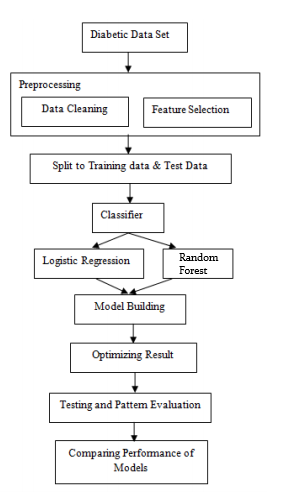 Diabetic Data Set
Preprocessing
Data Cleaning
Feature Selection
Split to Training data & Test Data
Classifier
Logistic Regression
Random
Forest
Model Building
Optimizing Result
Testing and Pattern Evaluation
Comparing Performance of
Models